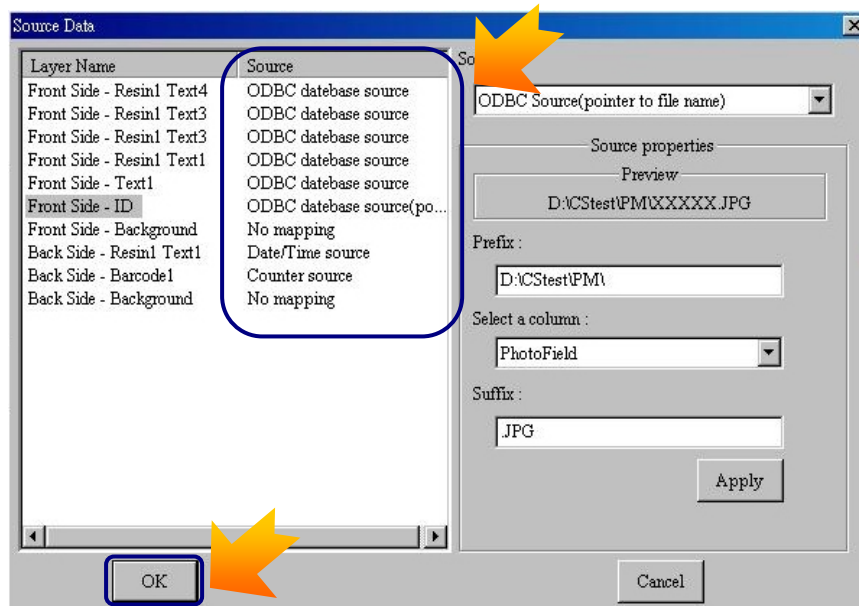 Source Data
Layer Name Source
Front Side - Resin1 Text4 ODBC datebase source
Front Side - Resin1 Text3 ODBC datebase source
Front Side - Resin1 Text3 ODBC datebase source
Front Side - Resin1 Text1 ODBC datebase source
Front Side - Text1 ODBC datebase source
Front Side - ID ODBC datebase source(po...
Front Side - Background No mapping
Back Side - Resin1 Text1 Date/Time source
Back Side - Barcode1 Counter source
Back Side - Background No mapping
ODBC Source(pointer to file name)
Source properties
Preview
D:\CStest\PM\XXXXX.JPG
Prefix :
D:\CStest\PM\
Select a column :
PhotoField
Suffix :
.JPG
Apply
OK
Cancel